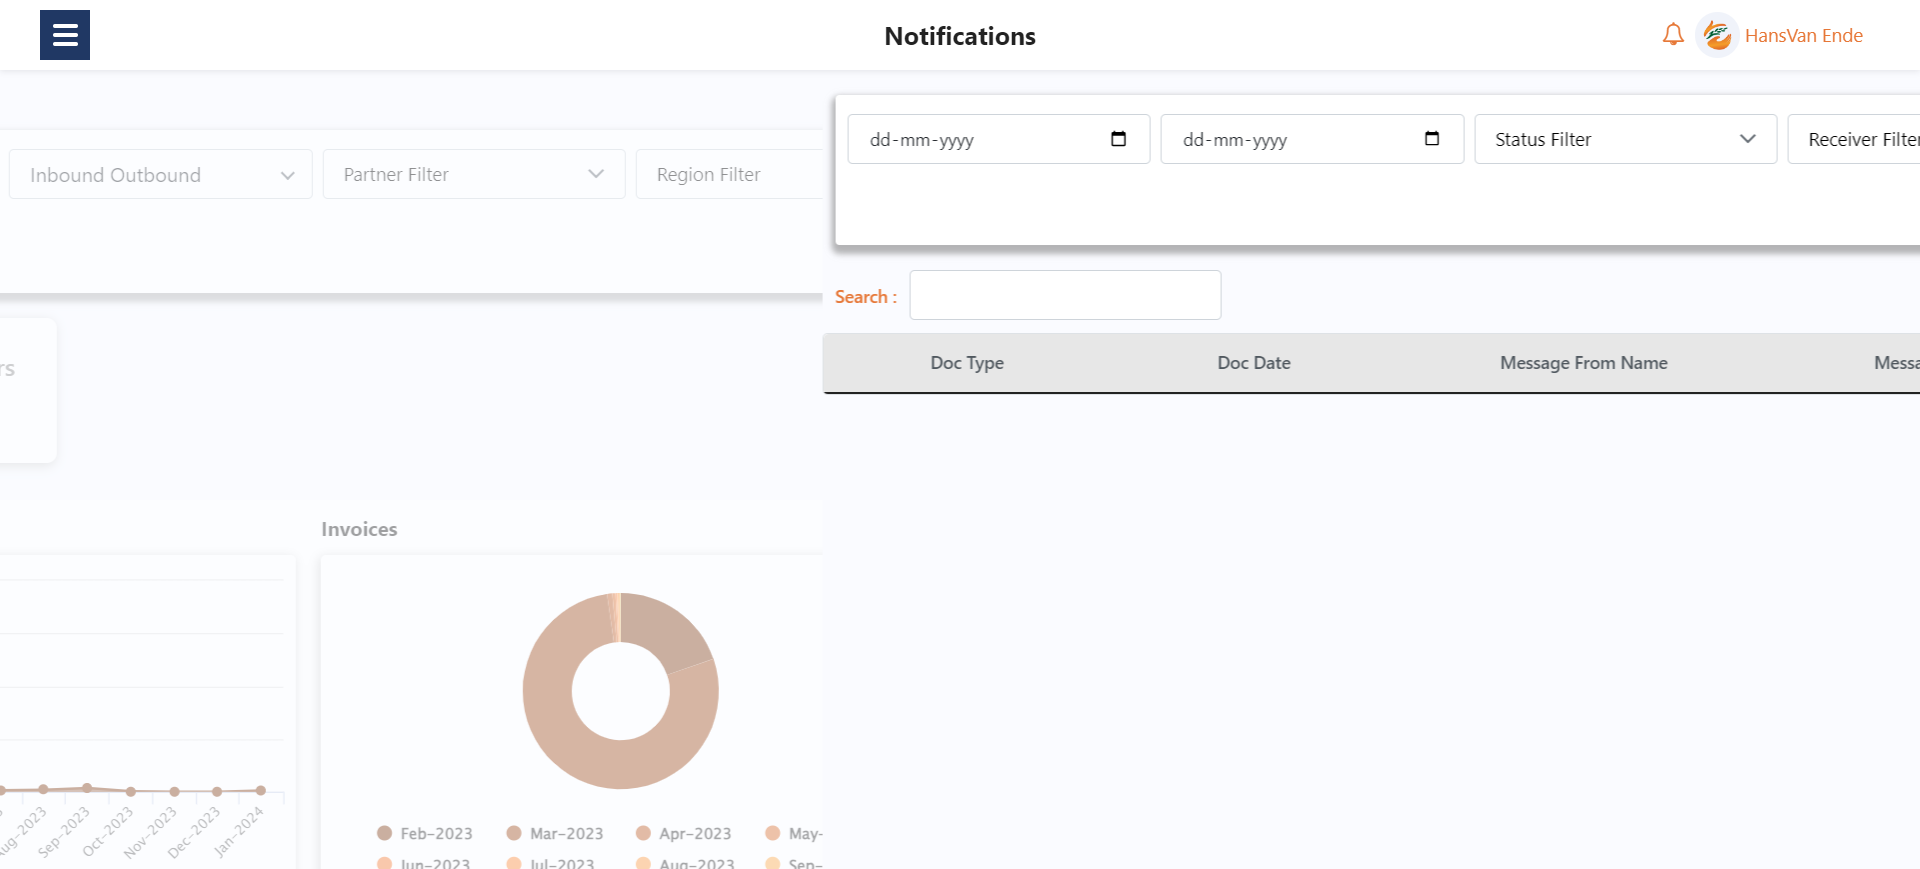 Notifications
HansVan Ende
Inbound Outbound
Partner Filter
Region Filter
dd-mm-yyyy
dd-mm-yyyy
Status Filter
Receiver Filter
Search :
Doc Type
Doc Date
Message From Name
Messa
rs
Invoices
Aug-2023
Sep-2023
Oct-2023
Nov-2023
Dec-2023
Jan-2024
Feb-2023
Mar-2023
Apr-2023
May-
Jun-2023
Jul-2023
Aug-2023
Sep-